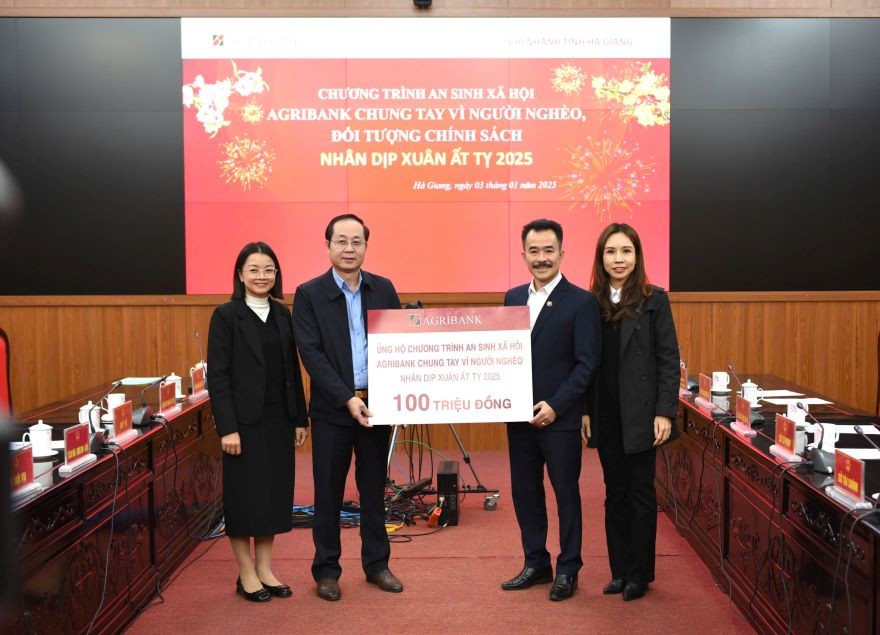 AGRIBANK
CHI NHÁNH TỈNH HÀ GIANG
CHƯƠNG TRÌNH AN SINH XÃ HỘI
AGRIBANK CHUNG TAY VÌ NGƯỜI NGHÈO,
ĐỐI TƯỢNG CHÍNH SÁCH
NHÂN DỊP XUÂN ẤT TỴ 2025
Hà Giang, ngày 03 tháng 01 năm 2025
AGRIBANK
ỦNG HỘ CHƯƠNG TRÌNH AN SINH XÃ HỘI
AGRIBANK CHUNG TAY VÌ NGƯỜI NGHÈO
NHÂN DỊP XUÂN ẤT TỴ 2025
100 TRIỆU ĐỒNG